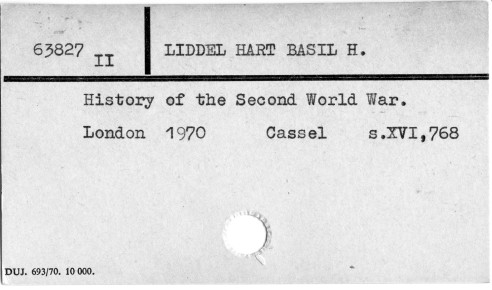 63827 II LIDDEL HART BASIL H.
History of the Second World War.
London 1970 Cassel s.XVI,768
DUJ. 693/70. 10 000.